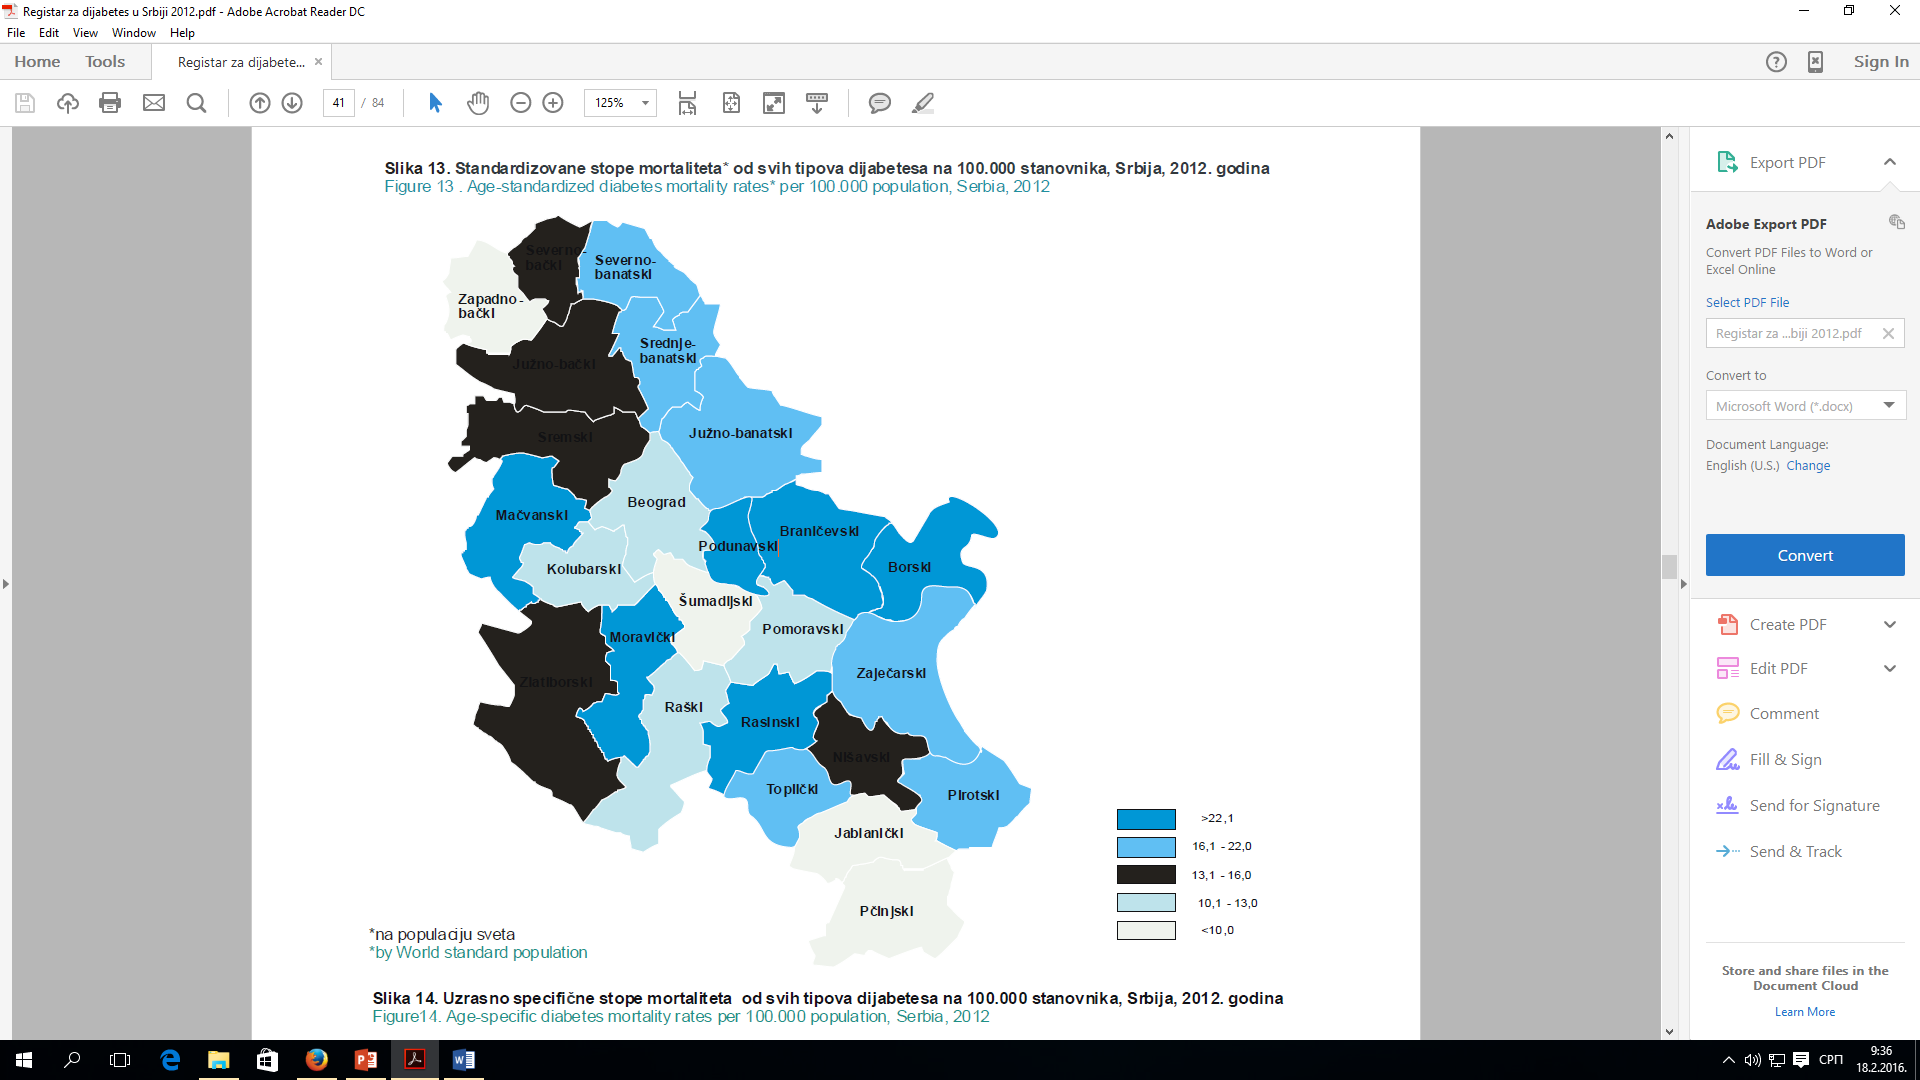 Registar za dijabetes u Srbiji 2012.pdf - Adobe Acrobat Reader DC
File Edit View Window Help
Home Tools Registar za dijabete... × Sign In
41 / 84 125%
Slika 13. Standardizovane stope mortaliteta* od svih tipova dijabetesa na 100.000 stanovnika, Srbija, 2012. godina
Figure 13 . Age-standardized diabetes mortality rates* per 100.000 population, Serbia, 2012
Severno-
bački
Severno-
banatski
Zapadno-
bački
Srednje-
banatski
Južno-bački
Južno-banatski
Sremski
Beograd
Mačvanski
Braničevski
Podunavski
Borski
Kolubarski
Šumadijski
Pomoravski
Moravički
Zaječarski
Zlatiborski
Raški
Rasinski
Nišavski
Toplički
Pirotski
Jablanički
Pčinjski
>22,1
16,1 - 22,0
13,1 - 16,0
10,1 - 13,0
<10,0
*na populaciju sveta
*by World standard population
Slika 14. Uzrasno specifične stope mortaliteta od svih tipova dijabetesa na 100.000 stanovnika, Srbija, 2012. godina
Figure14. Age-specific diabetes mortality rates per 100.000 population, Serbia, 2012
Export PDF
Adobe Export PDF
Convert PDF Files to Word or
Excel Online
Select PDF File
Registar za ...biji 2012.pdf
Convert to
Microsoft Word (*.docx)
Document Language:
English (U.S.) Change
Convert
Create PDF
Edit PDF
Comment
Fill & Sign
Send for Signature
Send & Track
Store and share files in the
Document Cloud
Learn More
СРП
9:36
18.2.2016.